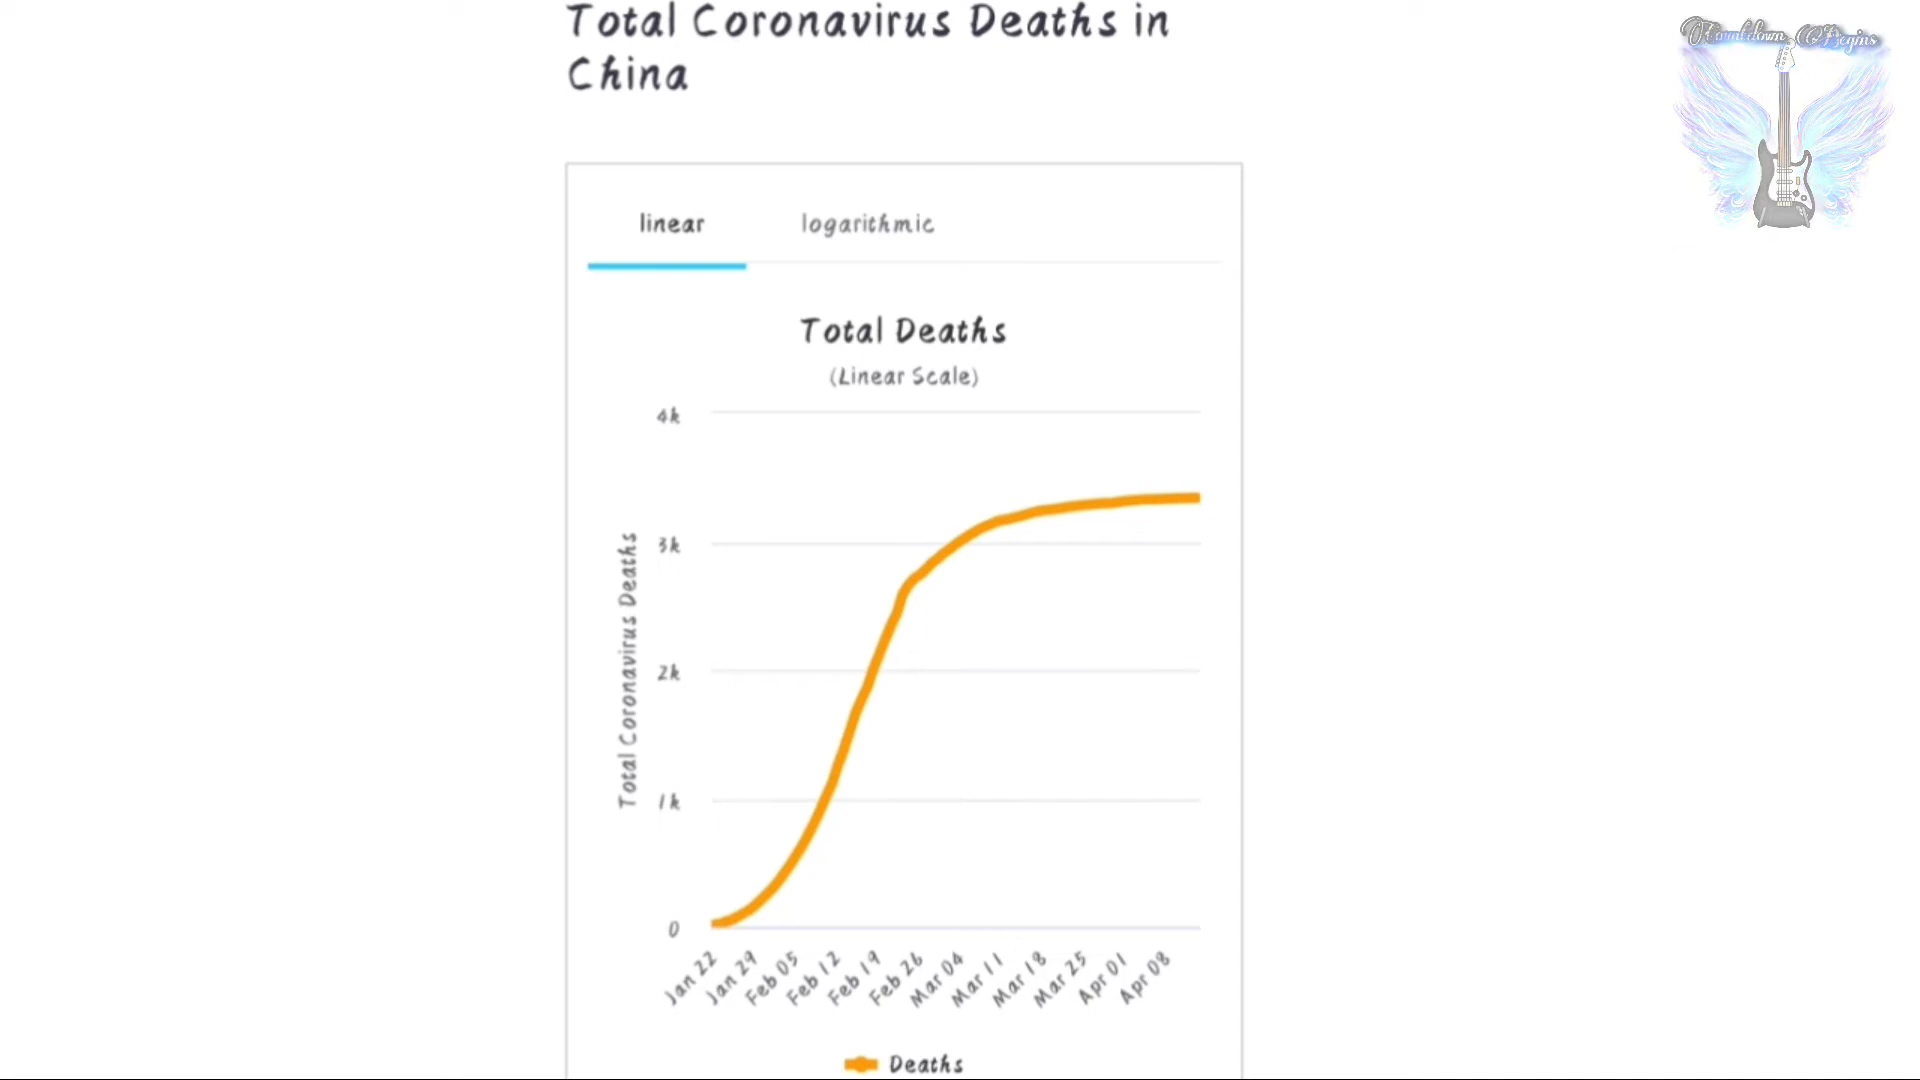 Total Coronavirus Deaths in
China
linear
logarithmic
Total Deaths
(Linear Scale)
Total Coronavirus Deaths
4k
3k
2k
1k
0
Jan 22
Jan 29
Feb 05
Feb 12
Feb 19
Feb 26
Mar 04
Mar 11
Mar 18
Mar 25
Apr 01
Apr 08
Deaths
Countdown Begins